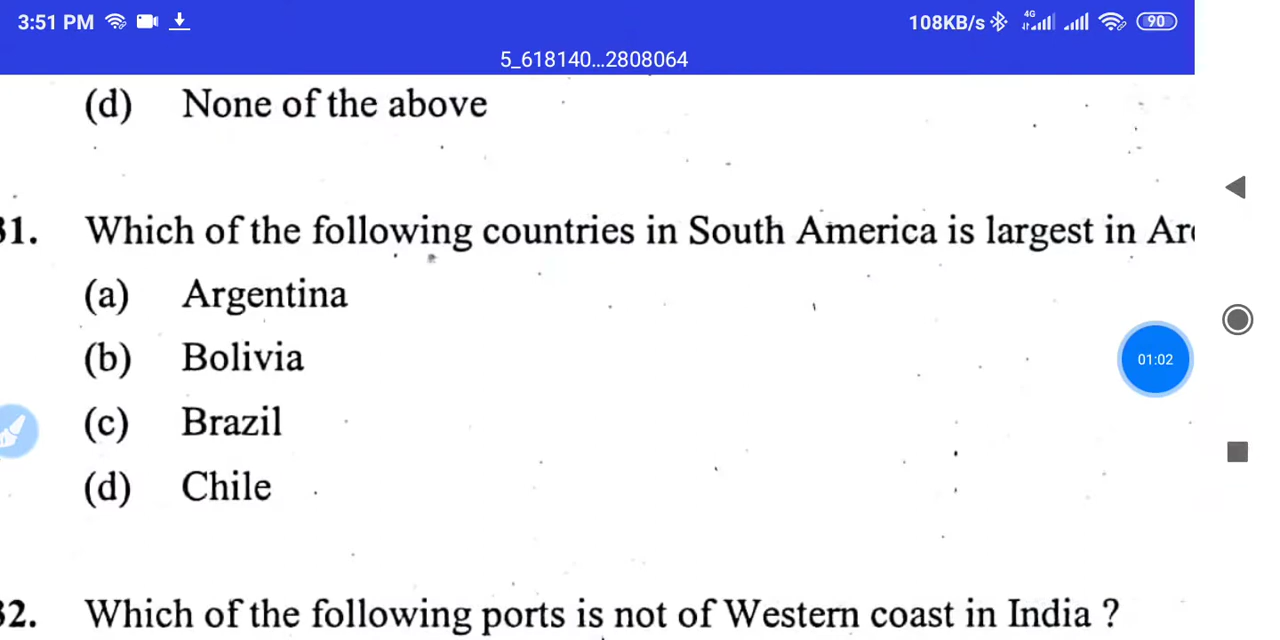 3:51 PM 108KB/s 4G 90
5_618140...2808064
(d) None of the above
31. Which of the following countries in South America is largest in
(a) Argentina
(b) Bolivia
01:02
(c) Brazil
(d) Chile
32. Which of the following ports is not of Western coast in India ?